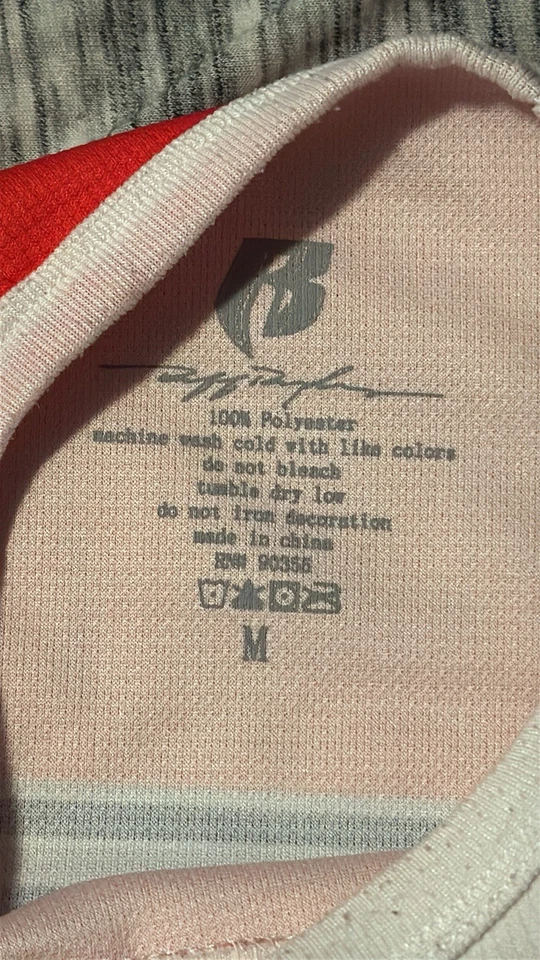 100% Polyester
machine wash cold with like colors
do not bleach
tumble dry low
do not iron decoration
made in china
RN# 90355
M